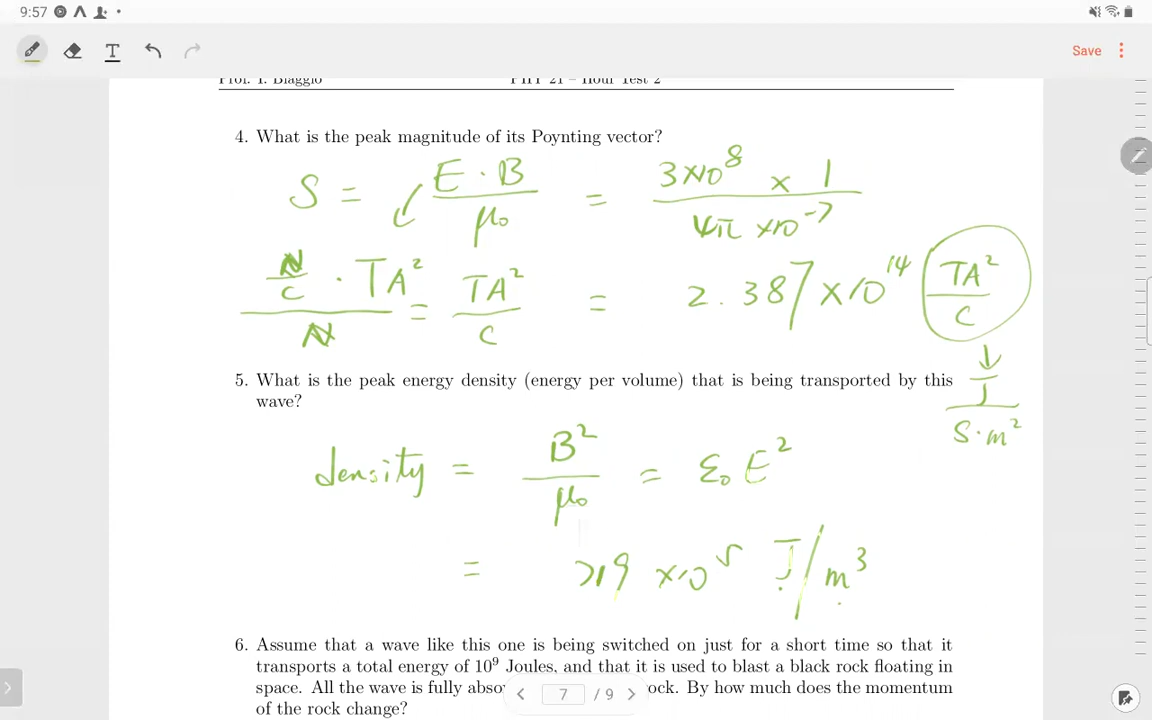 9:57
Save
Prof. I. Biaggio PHY 21 – Hour Test 2
4. What is the peak magnitude of its Poynting vector?
S = E · B / μ₀ = 3×10⁸ × 1 / 4π ×10⁻⁷
N/C · TA² / N = TA²/C = 2.387×10¹⁴ TA²/C
↓
J / S·m²
5. What is the peak energy density (energy per volume) that is being transported by this
wave?
density = B²/μ₀ = ε₀ E²
= ×10⁵ J/m³
6. Assume that a wave like this one is being switched on just for a short time so that it
transports a total energy of 10⁹ Joules, and that it is used to blast a black rock floating in
space. All the wave is fully abso ock. By how much does the momentum
of the rock change?
7 / 9